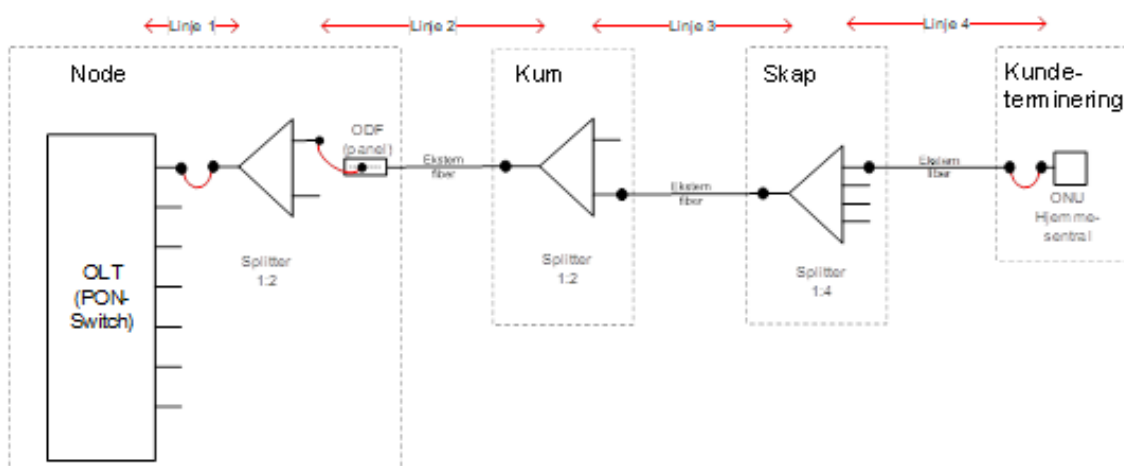 Linje 1
Linje 2
Linje 3
Linje 4
Node
Kum
Skap
Kunde-
terminering
ODF
(panel)
Ekstern
fiber
Ekstern
fiber
Ekstern
fiber
ONU
Hjemme-
sentral
Splitter
1:2
Splitter
1:2
Splitter
1:4
OLT
(PON-
Switch)